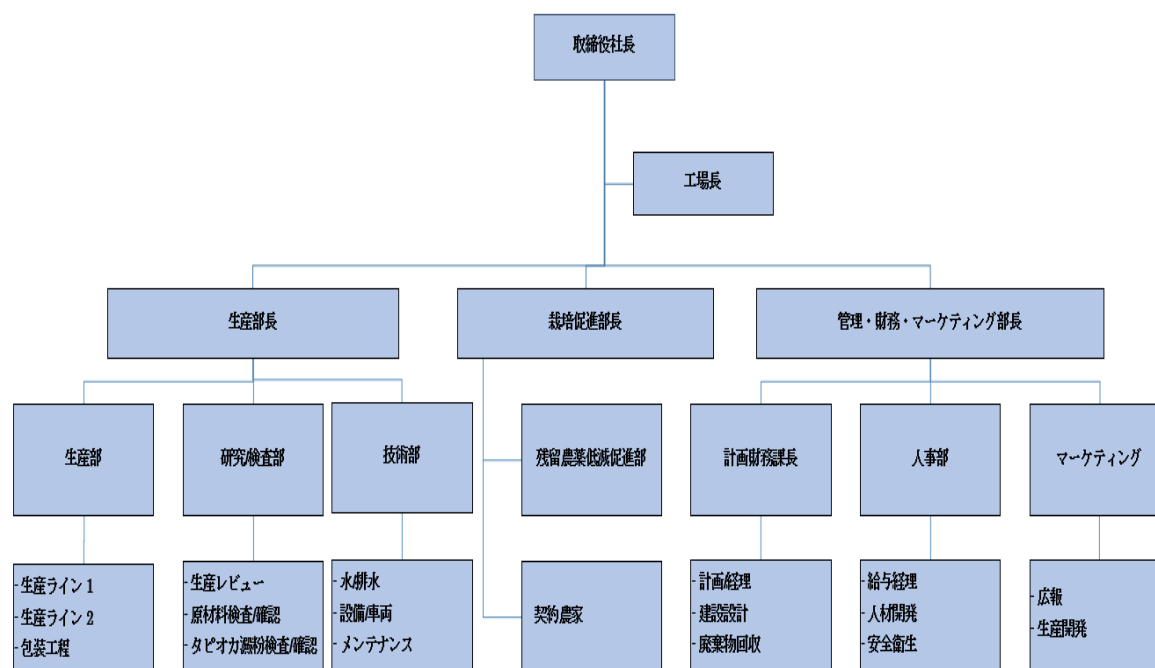 取締役社長
工場長
生産部長
栽培促進部長
管理・財務・マーケティング部長
生産部
研究/検査部
技術部
残留農薬低減促進部
計画財務課長
人事部
マーケティング
- 生産ライン 1
- 生産ライン 2
- 包装工程
- 生産レビュー
- 原材料検査/確認
- タピオカ澱粉検査/確認
- 水/排水
- 設備/車両
- メンテナンス
契約農家
- 計画/経理
- 建設設計
- 廃棄物回収
- 給与経理
- 人材開発
- 安全衛生
- 広報
- 生産開発